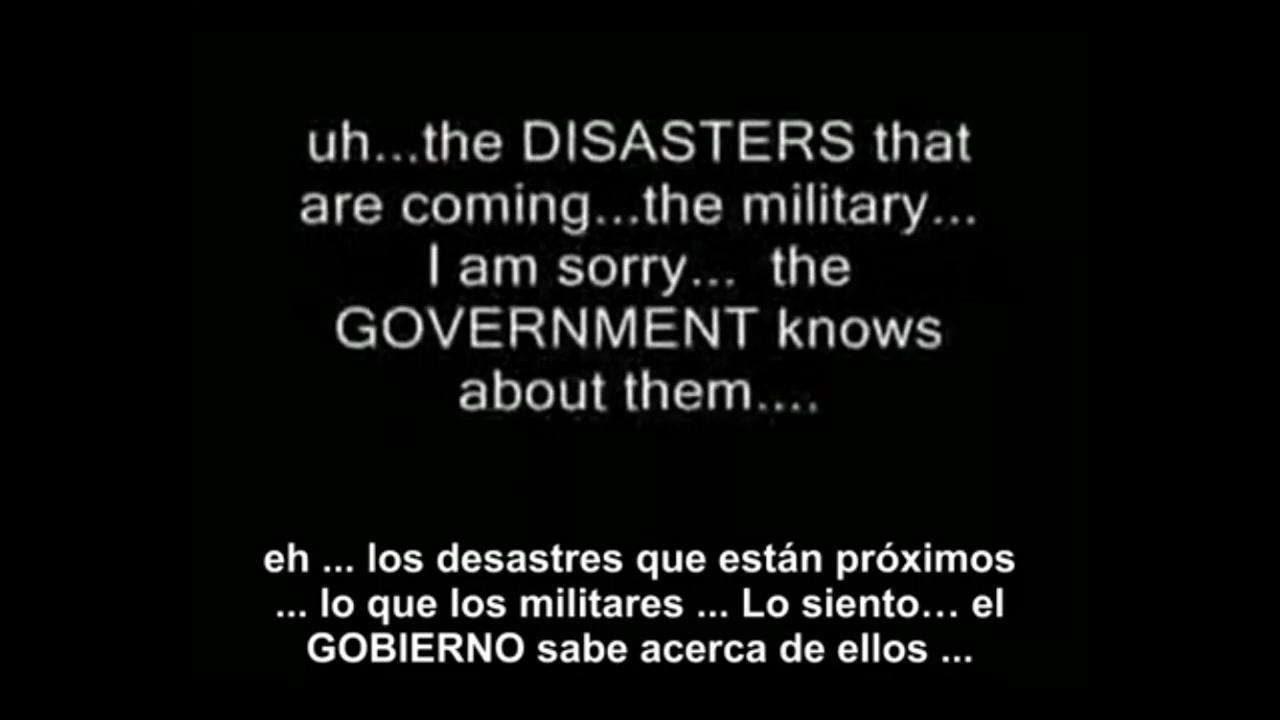 uh...the DISASTERS that
are coming...the military...
I am sorry... the
GOVERNMENT knows
about them....
eh ... los desastres que están próximos
... lo que los militares ... Lo siento... el
GOBIERNO sabe acerca de ellos ...